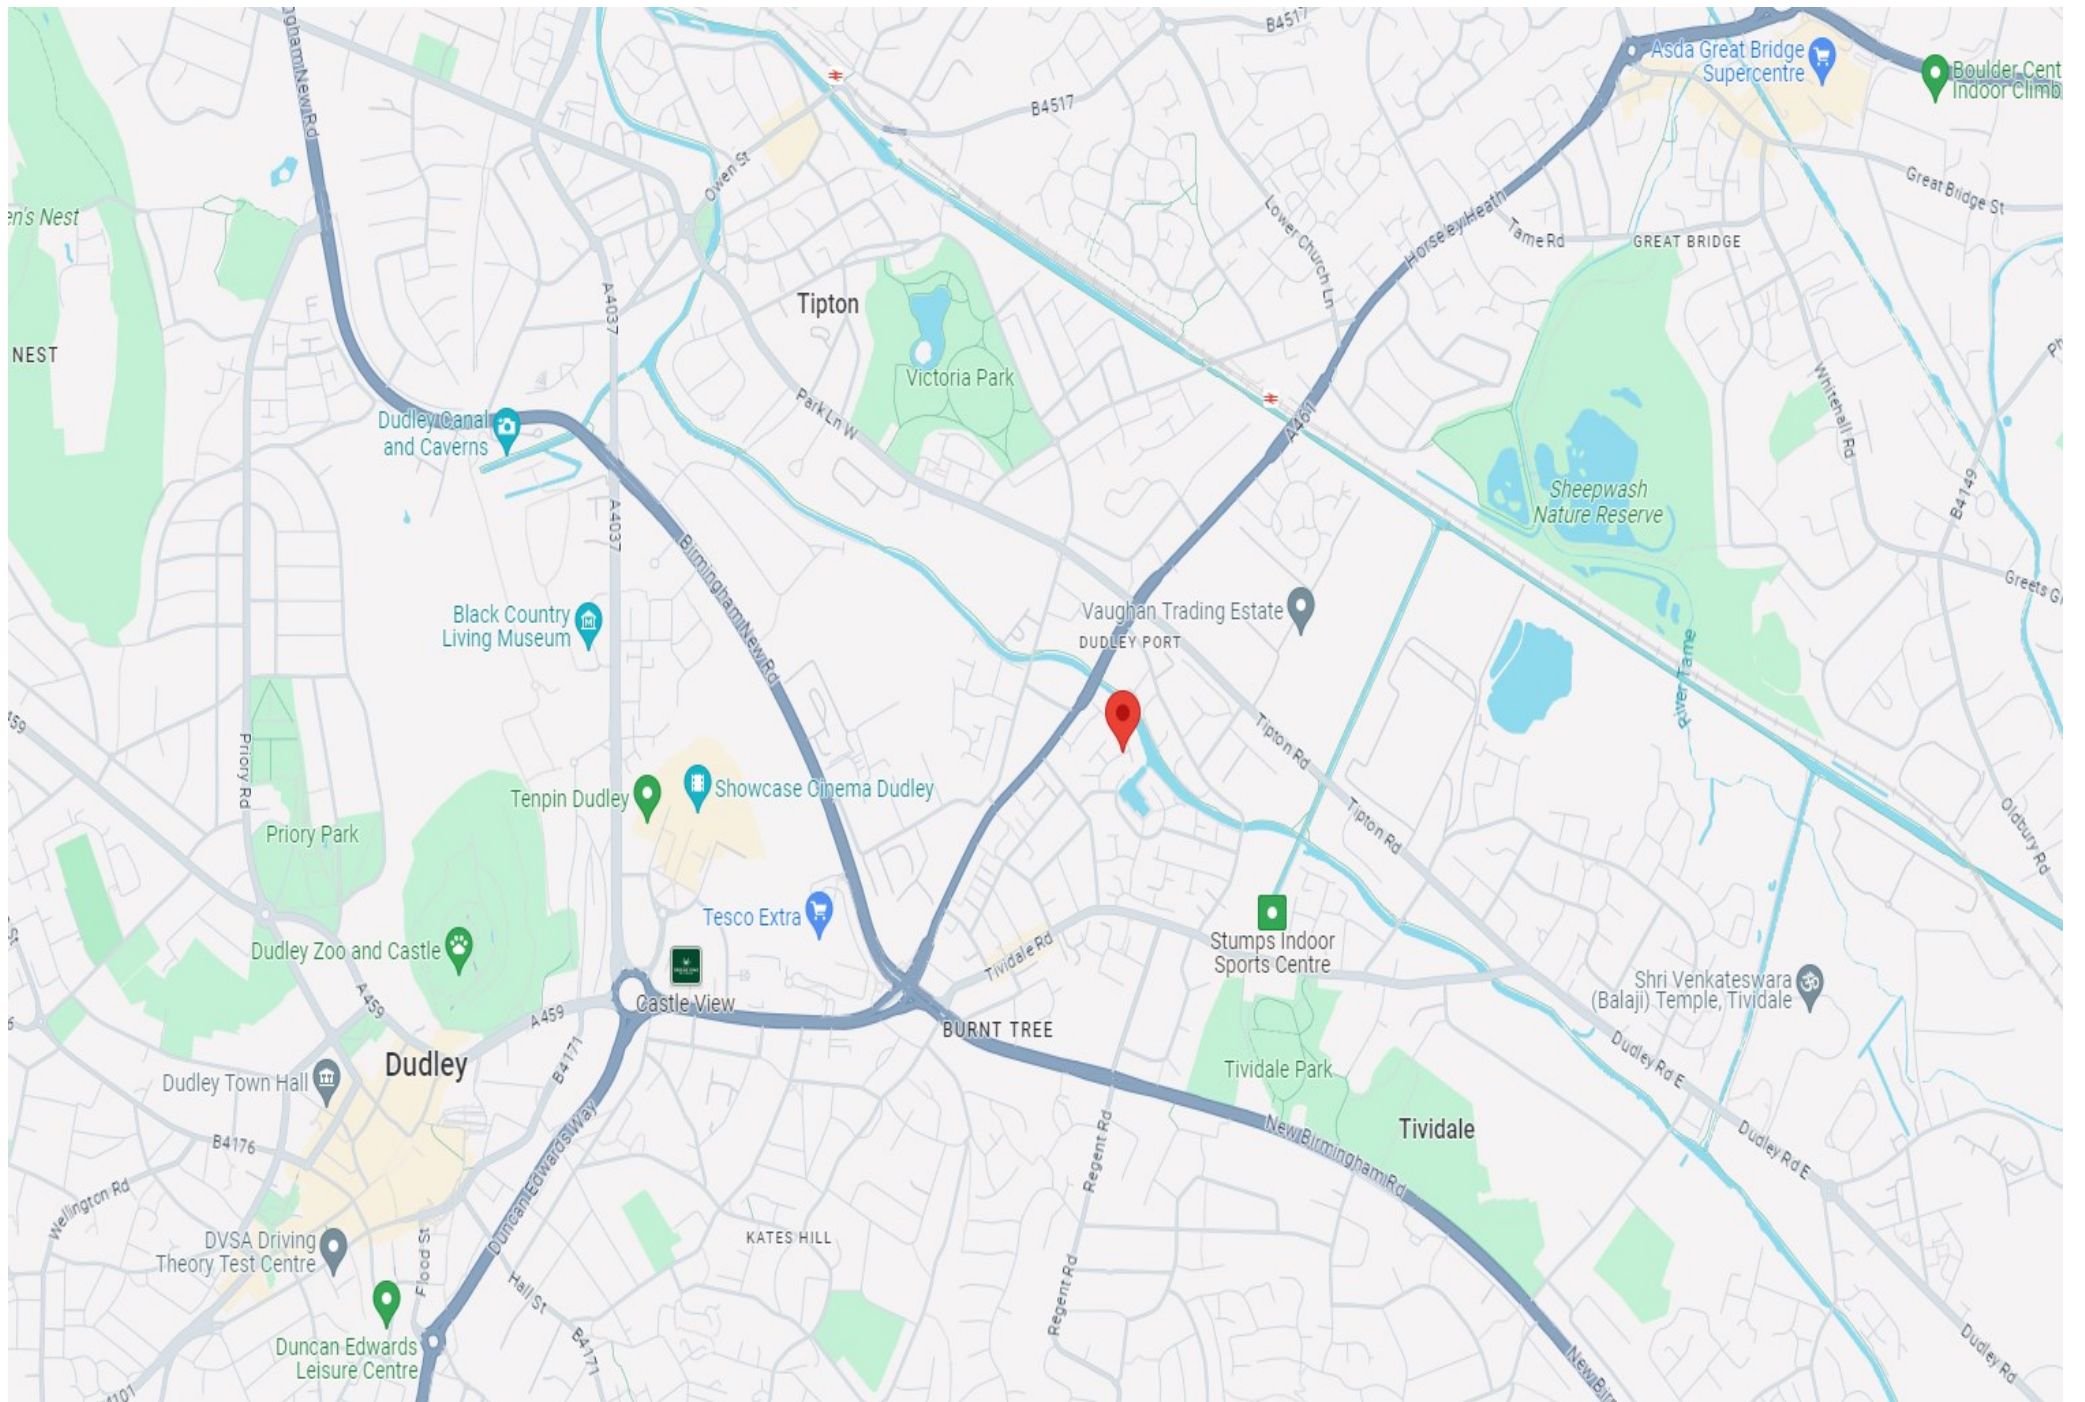 B4517
Asda Great Bridge
Supercentre
Boulder Cent
Indoor Climb
ghamNew Rd
B4517
Owen St
Great Bridge St
en's Nest
Lower Church Ln
Horseley Heath
Tame Rd
GREAT BRIDGE
A4037
Tipton
NEST
Victoria Park
Park Ln W
Whitehall Rd
Dudley Canal
and Caverns
A461
Sheepwash
Nature Reserve
B4149
A4037
Birmingham New Rd
Greets G
Black Country
Living Museum
Vaughan Trading Estate
DUDLEY PORT
River Tame
459
Priory Rd
Tipton Rd
Tenpin Dudley
Showcase Cinema Dudley
Tipton Rd
Oldbury Rd
Priory Park
Tesco Extra
Dudley Zoo and Castle
Tividale Rd
Stumps Indoor
Sports Centre
Shri Venkateswara
(Balaji) Temple, Tividale
A459
A459
Castle View
BURNT TREE
Dudley
B4171
Tividale Park
Dudley Rd E
Dudley Town Hall
B4176
Duncan Edwards Way
Regent Rd
New Birmingham Rd
Tividale
Dudley Rd E
Wellington Rd
DVSA Driving
Theory Test Centre
Flood St
KATES HILL
Regent Rd
Hall St
B4171
Duncan Edwards
Leisure Centre
Dudley Rd
New Bir
4101